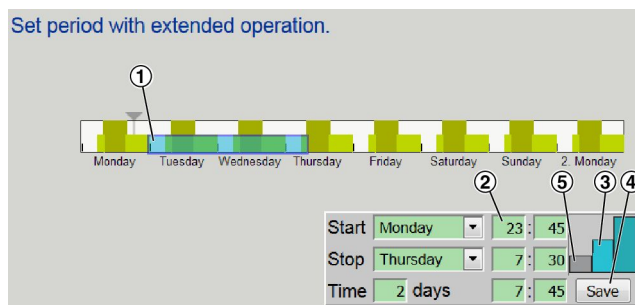 Set period with extended operation.
1
Monday Tuesday Wednesday Thursday Friday Saturday Sunday 2. Monday
2 5 3 4
Start Monday 23 : 45
Stop Thursday 7 : 30
Time 2 days 7 : 45 Save